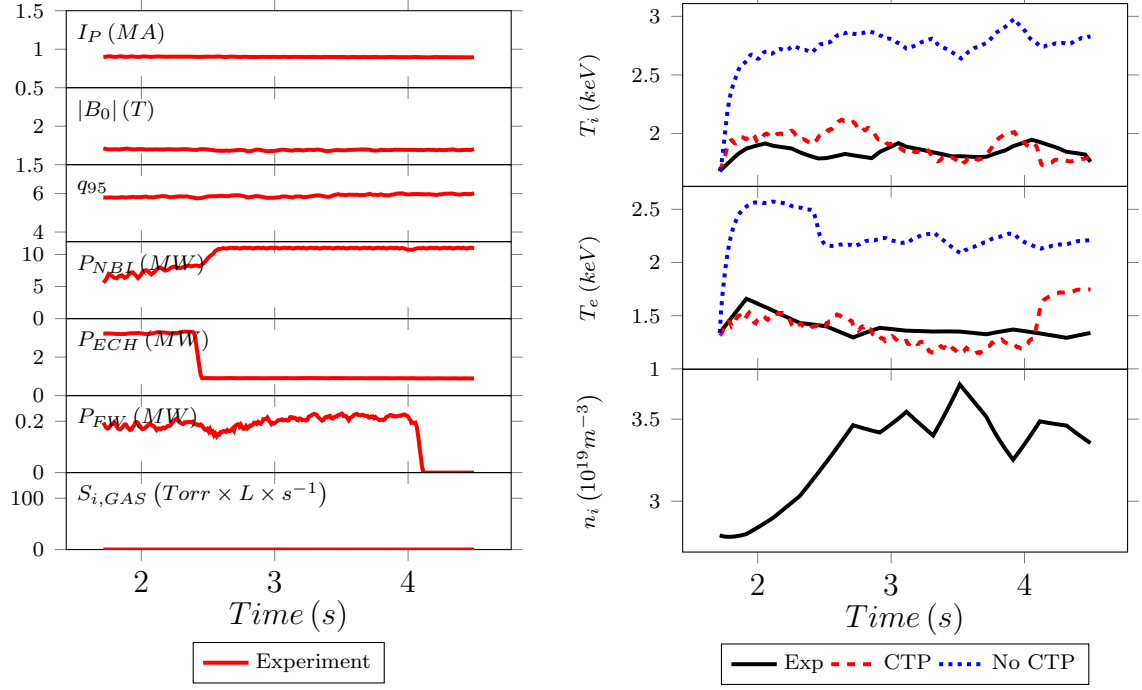 1.5
I_P (MA)
1
0.5
|B_0| (T)
2
1.5
q_95
6
4
10
P_NBI (MW)
5
0
P_ECH (MW)
2
0
P_FW (MW)
0.2
0
S_i,GAS (Torr × L × s^−1)
100
0
2 3 4
Time (s)
Experiment
3
2.5
2
T_i (keV)
2.5
2
1.5
1
T_e (keV)
3.5
3
n_i (10^19 m^−3)
2 3 4
Time (s)
Exp CTP No CTP